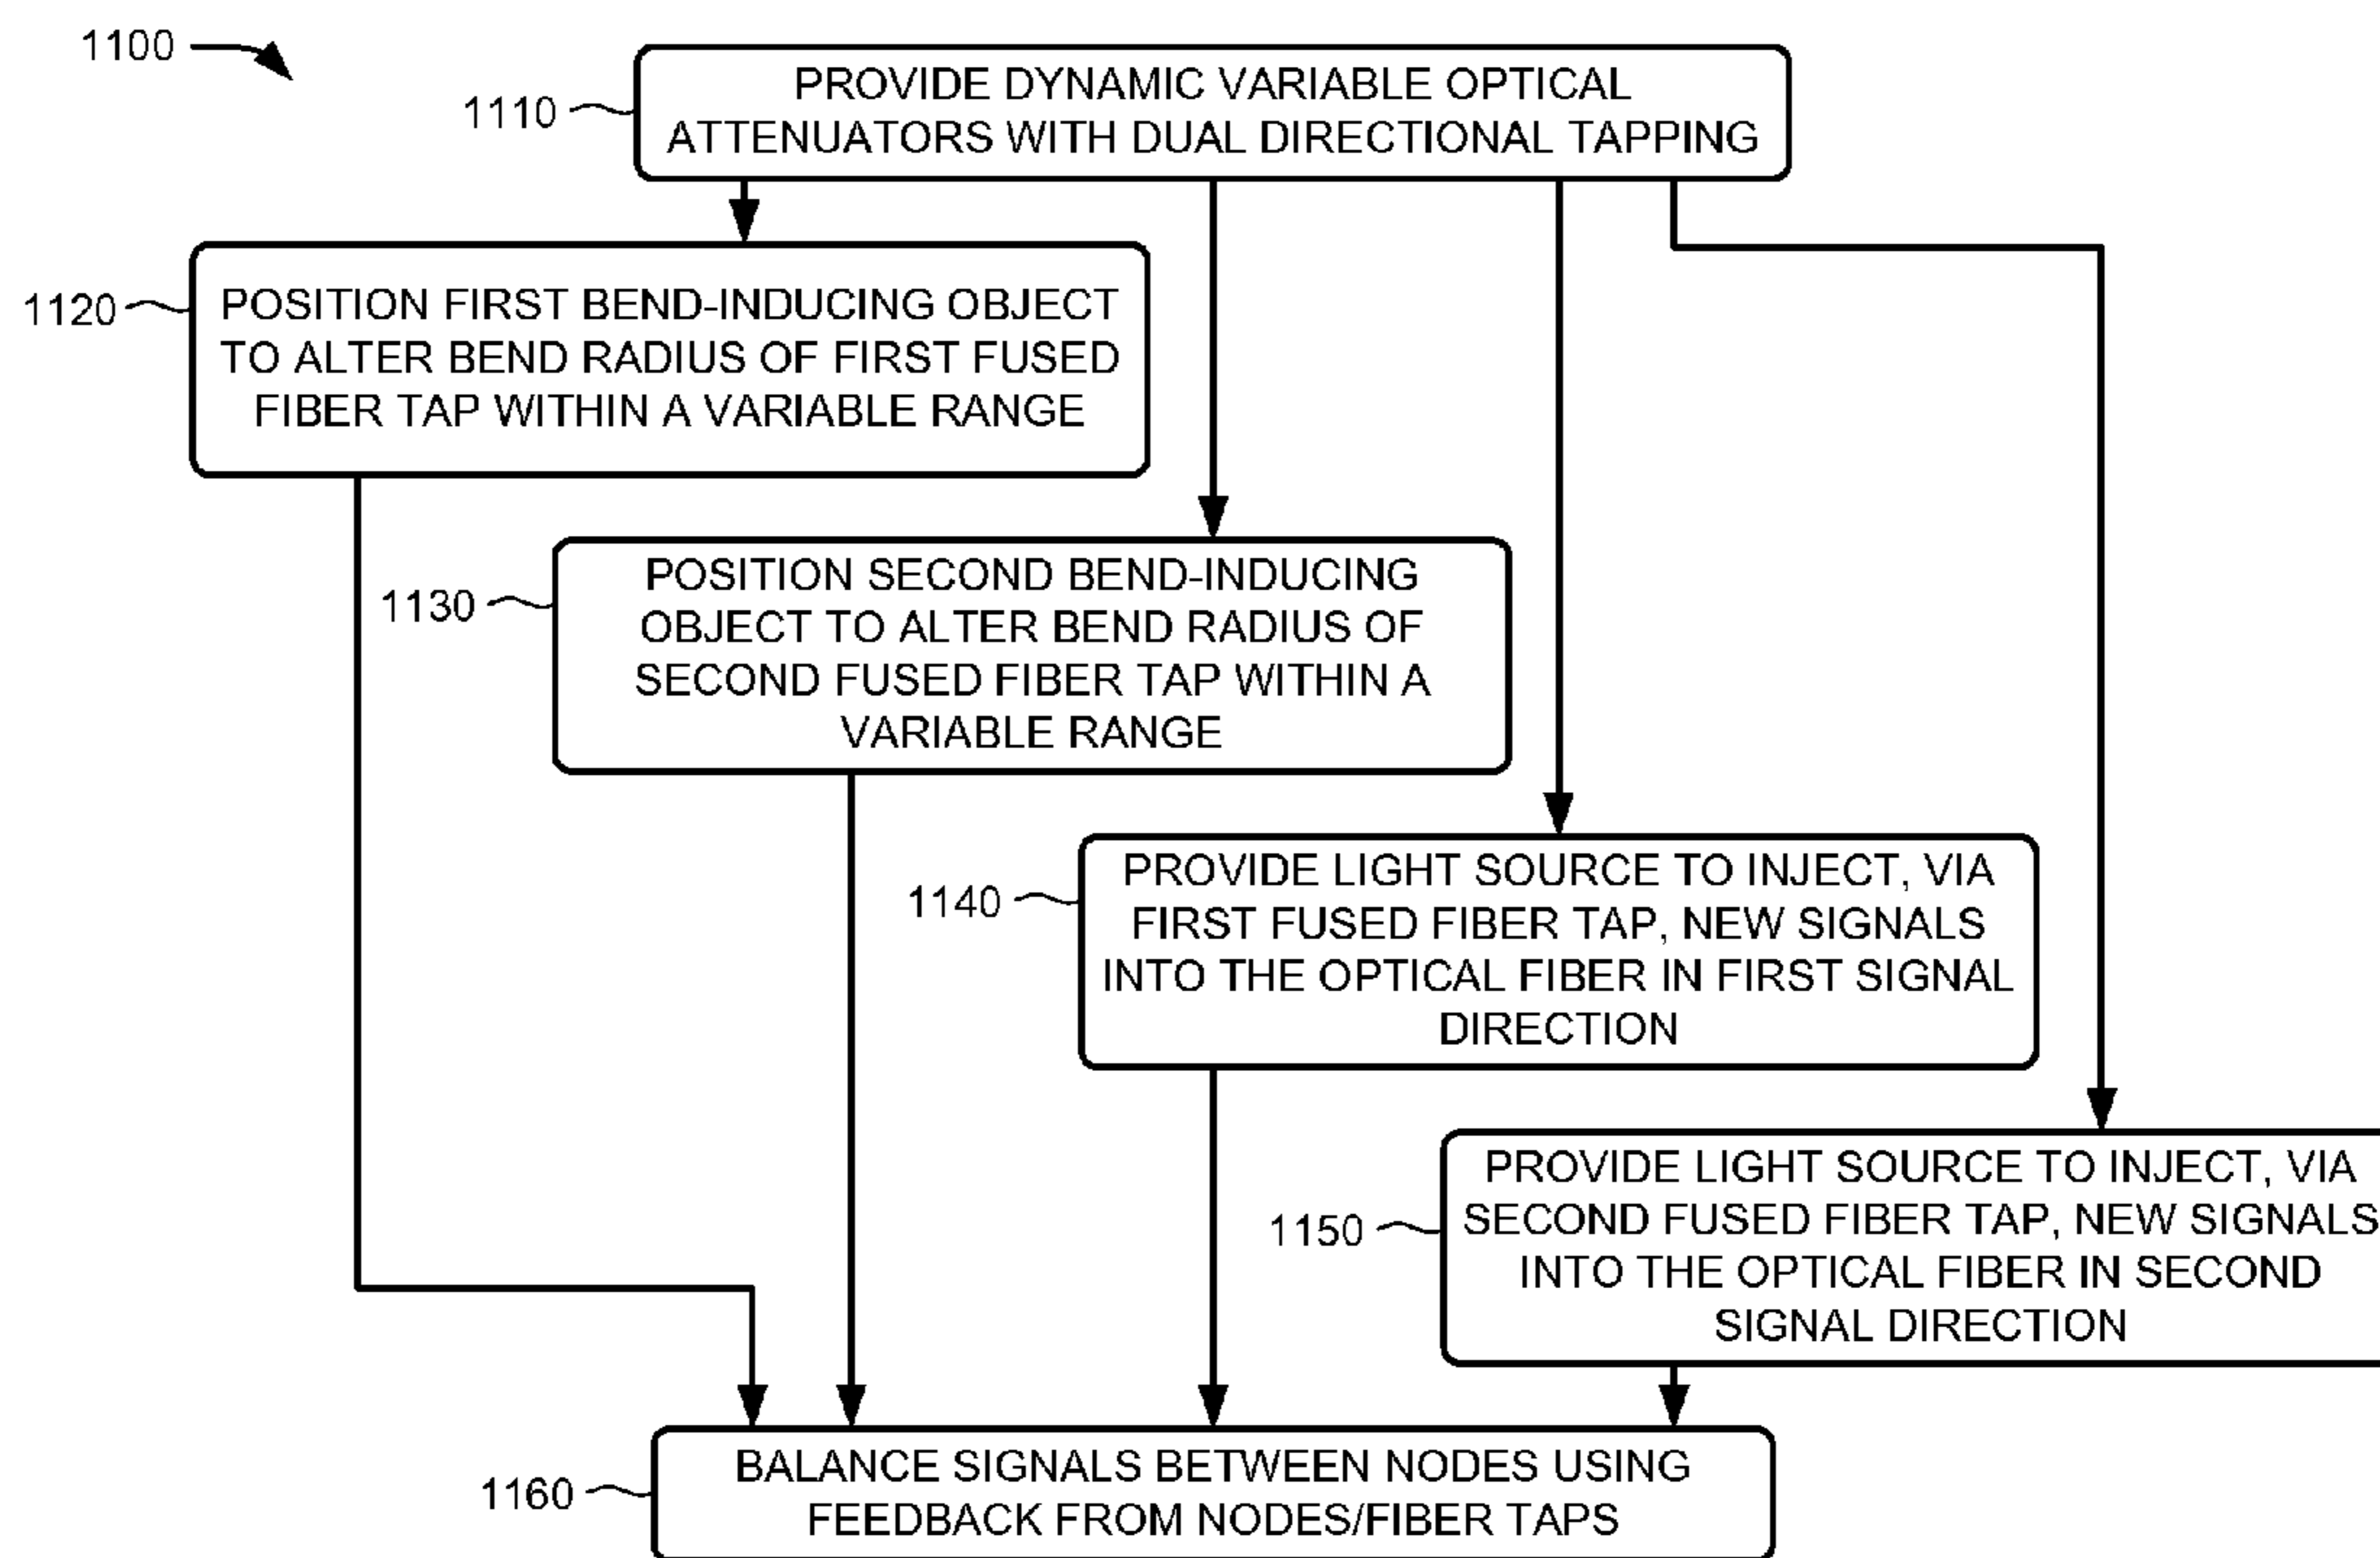 1100
1110
PROVIDE DYNAMIC VARIABLE OPTICAL
ATTENUATORS WITH DUAL DIRECTIONAL TAPPING
1120
POSITION FIRST BEND-INDUCING OBJECT
TO ALTER BEND RADIUS OF FIRST FUSED
FIBER TAP WITHIN A VARIABLE RANGE
1130
POSITION SECOND BEND-INDUCING
OBJECT TO ALTER BEND RADIUS OF
SECOND FUSED FIBER TAP WITHIN A
VARIABLE RANGE
1140
PROVIDE LIGHT SOURCE TO INJECT, VIA
FIRST FUSED FIBER TAP, NEW SIGNALS
INTO THE OPTICAL FIBER IN FIRST SIGNAL
DIRECTION
1150
PROVIDE LIGHT SOURCE TO INJECT, VIA
SECOND FUSED FIBER TAP, NEW SIGNALS
INTO THE OPTICAL FIBER IN SECOND
SIGNAL DIRECTION
1160
BALANCE SIGNALS BETWEEN NODES USING
FEEDBACK FROM NODES/FIBER TAPS